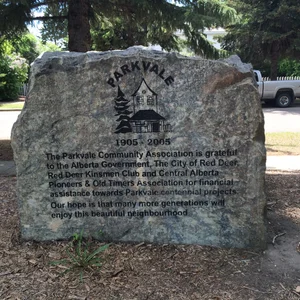 PARKVALE
1905 - 2005
The Parkvale Community Association is grateful
to the Alberta Government, The City of Red Deer,
Red Deer Kinsmen Club and Central Alberta
Pioneers & Old Timers Association for financial
assistance towards Parkvale centennial projects.
Our hope is that many more generations will
enjoy this beautiful neighbourhood.